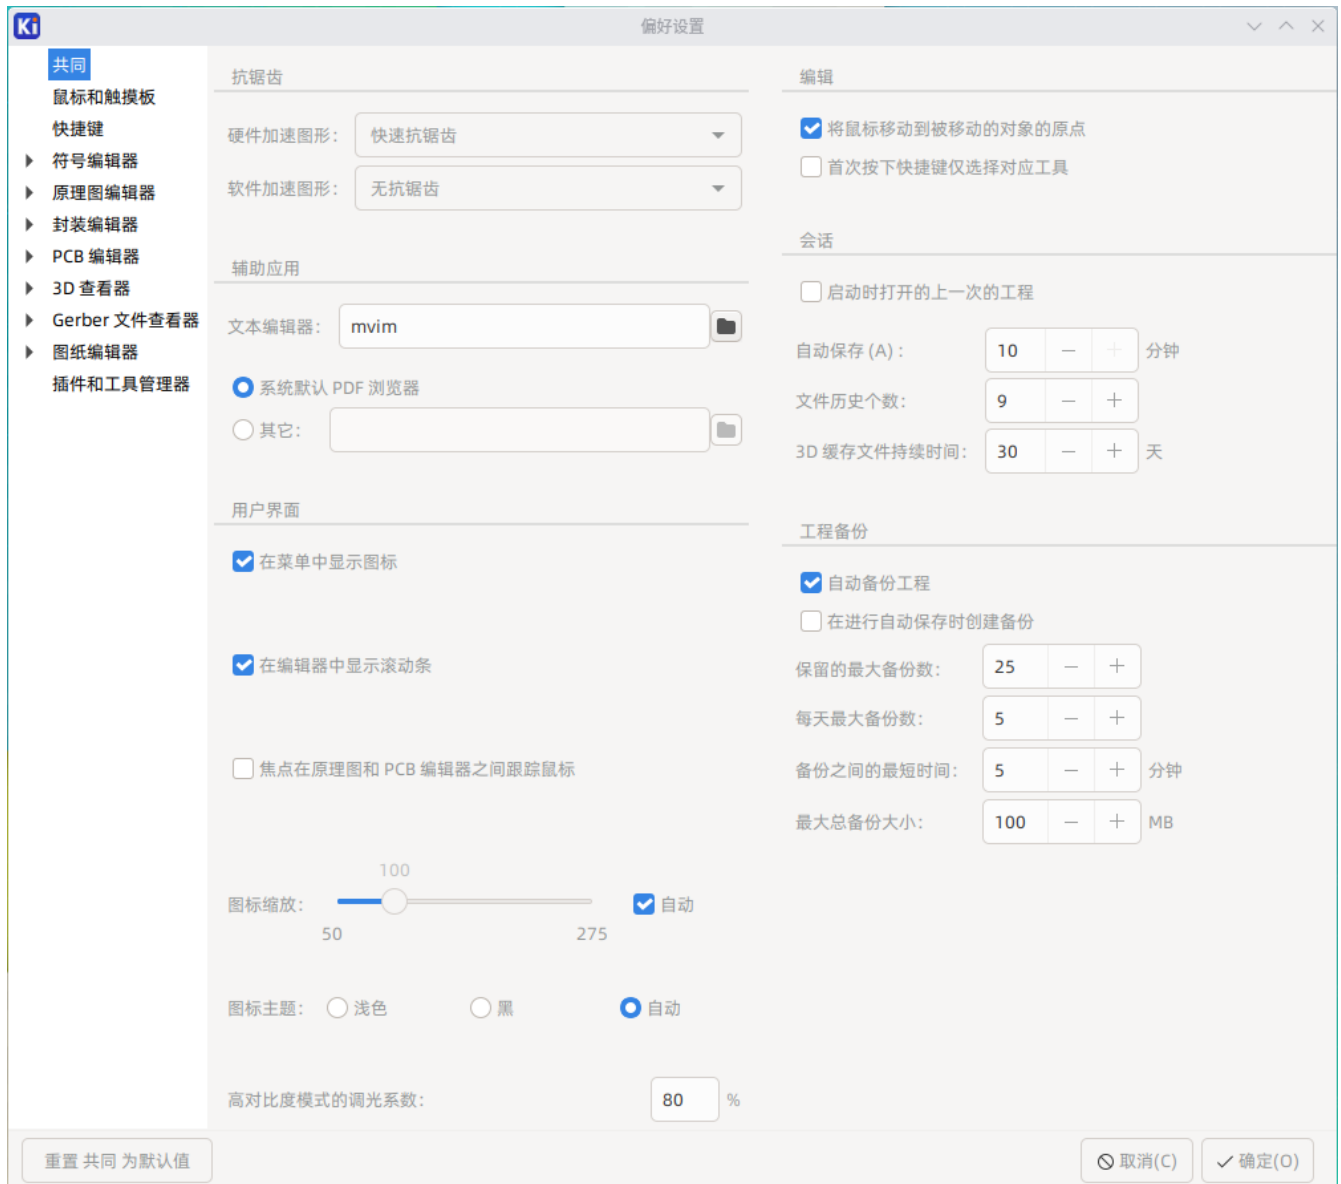 Ki
偏好设置
共同
鼠标和触摸板
快捷键
符号编辑器
原理图编辑器
封装编辑器
PCB 编辑器
3D 查看器
Gerber 文件查看器
图纸编辑器
插件和工具管理器
抗锯齿
硬件加速图形：
快速抗锯齿
软件加速图形：
无抗锯齿
辅助应用
文本编辑器：
mvim
系统默认 PDF 浏览器
其它：
用户界面
在菜单中显示图标
在编辑器中显示滚动条
焦点在原理图和 PCB 编辑器之间跟踪鼠标
100
图标缩放：
自动
50
275
图标主题：
浅色
黑
自动
高对比度模式的调光系数：
80
%
编辑
将鼠标移动到被移动的对象的原点
首次按下快捷键仅选择对应工具
会话
启动时打开的上一次的工程
自动保存 (A)：
10
分钟
文件历史个数：
9
3D 缓存文件持续时间：
30
天
工程备份
自动备份工程
在进行自动保存时创建备份
保留的最大备份数：
25
每天最大备份数：
5
备份之间的最短时间：
5
分钟
最大总备份大小：
100
MB
重置 共同 为默认值
取消(C)
确定(O)